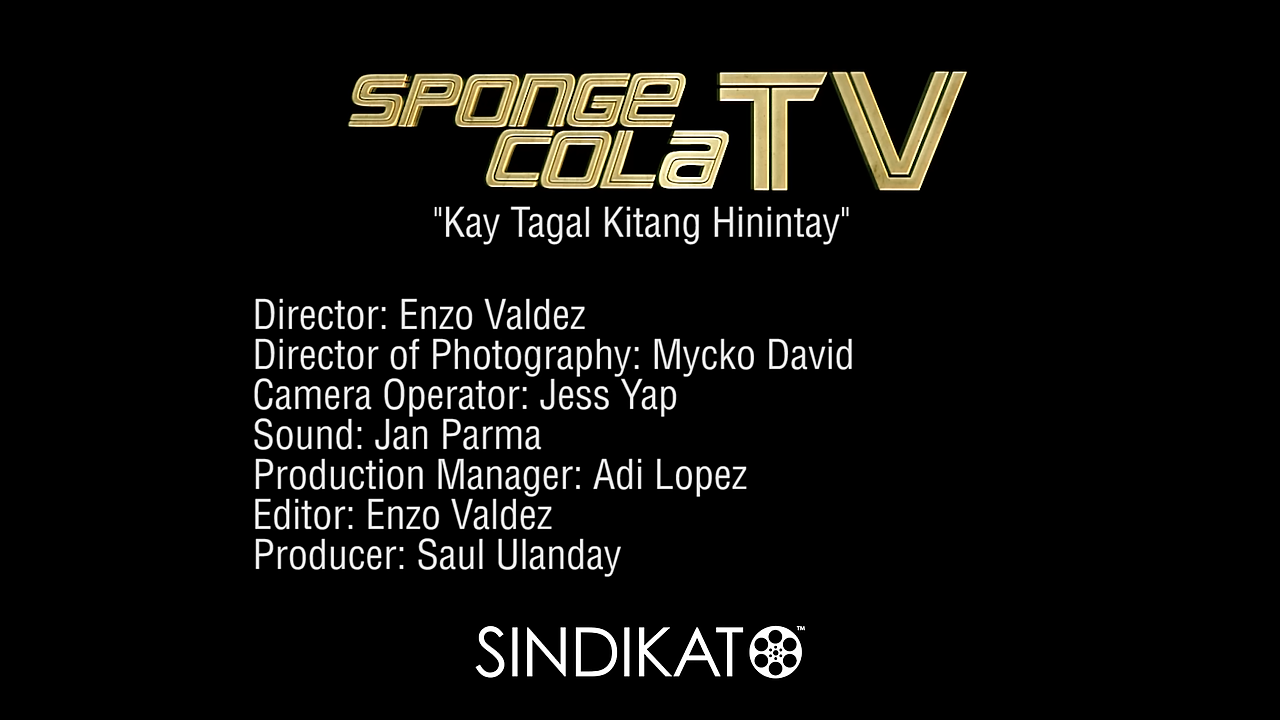 SPONGE COLA TV
"Kay Tagal Kitang Hinintay"
Director: Enzo Valdez
Director of Photography: Mycko David
Camera Operator: Jess Yap
Sound: Jan Parma
Production Manager: Adi Lopez
Editor: Enzo Valdez
Producer: Saul Ulanday
SINDIKATO™